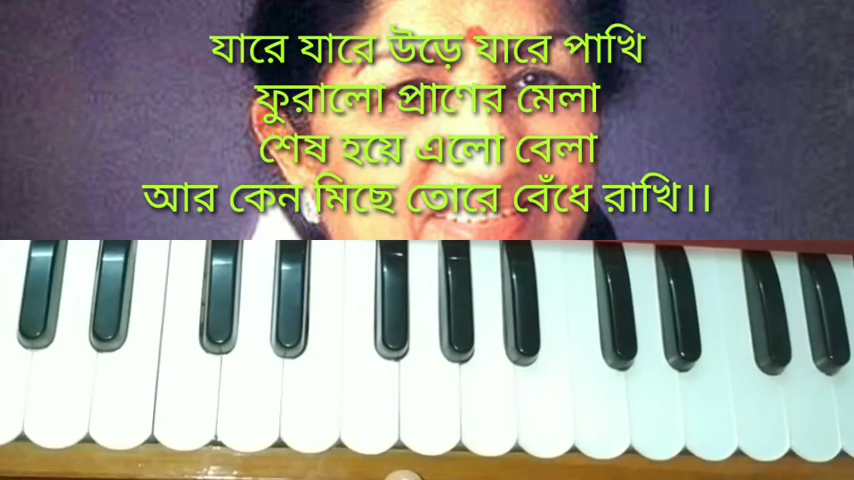 যারে যারে উড়ে যারে পাখি
ফুরালো প্রাণের মেলা
শেষ হয়ে এলো বেলা
আর কেন মিছে তোরে বেঁধে রাখি।।